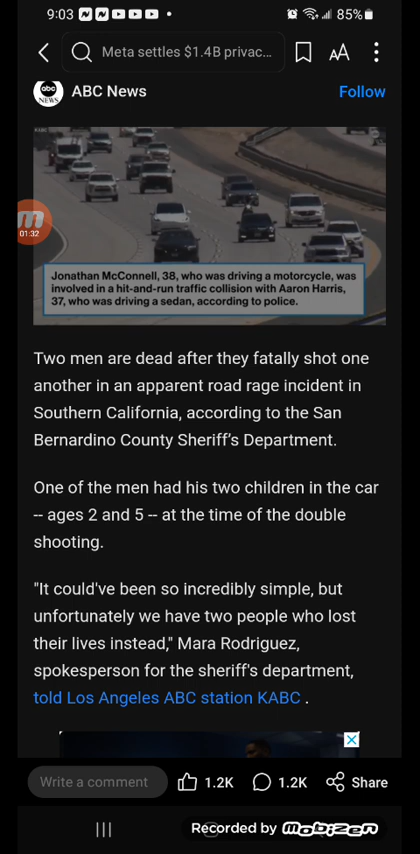 9:03
85%
Meta settles $1.4B privac...
AA
abc
NEWS
ABC News
Follow
KABC
01:32
Jonathan McConnell, 38, who was driving a motorcycle, was
involved in a hit-and-run traffic collision with Aaron Harris,
37, who was driving a sedan, according to police.
Two men are dead after they fatally shot one
another in an apparent road rage incident in
Southern California, according to the San
Bernardino County Sheriff's Department.
One of the men had his two children in the car
-- ages 2 and 5 -- at the time of the double
shooting.
"It could've been so incredibly simple, but
unfortunately we have two people who lost
their lives instead," Mara Rodriguez,
spokesperson for the sheriff's department,
told Los Angeles ABC station KABC .
Write a comment
1.2K
1.2K
Share
Recorded by mobizen